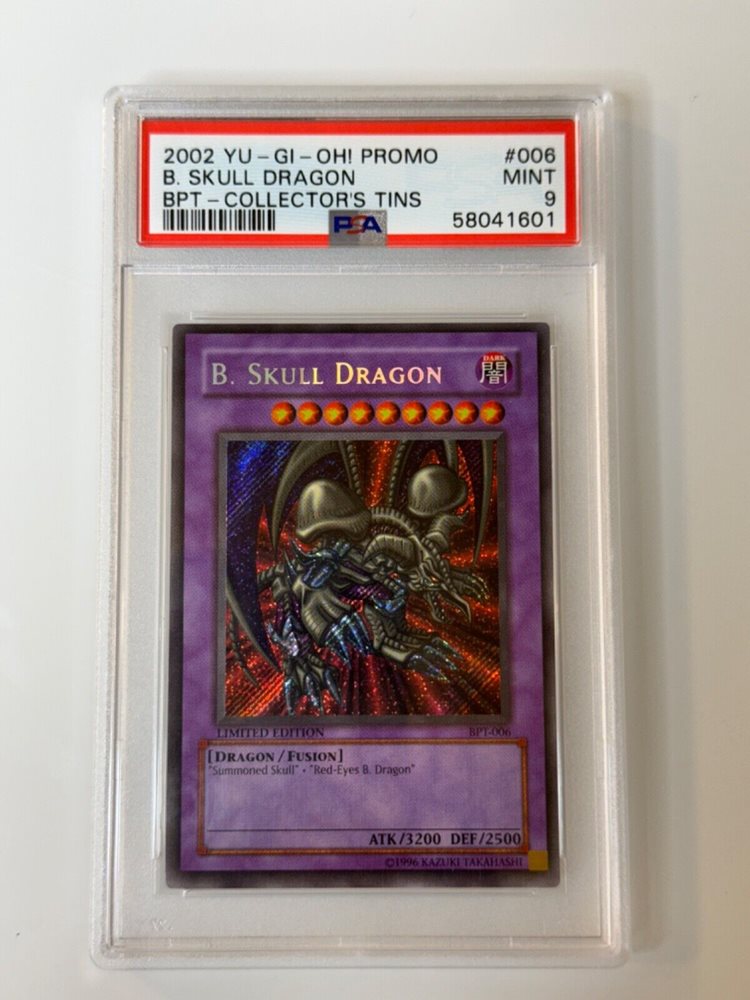 2002 YU-GI-OH! PROMO #006
B. SKULL DRAGON MINT
BPT-COLLECTOR'S TINS 9
PSA 58041601
B. SKULL DRAGON
DARK
闇
LIMITED EDITION BPT-006
[DRAGON/FUSION]
"Summoned Skull" • "Red-Eyes B. Dragon"
ATK/3200 DEF/2500
©1996 KAZUKI TAKAHASHI